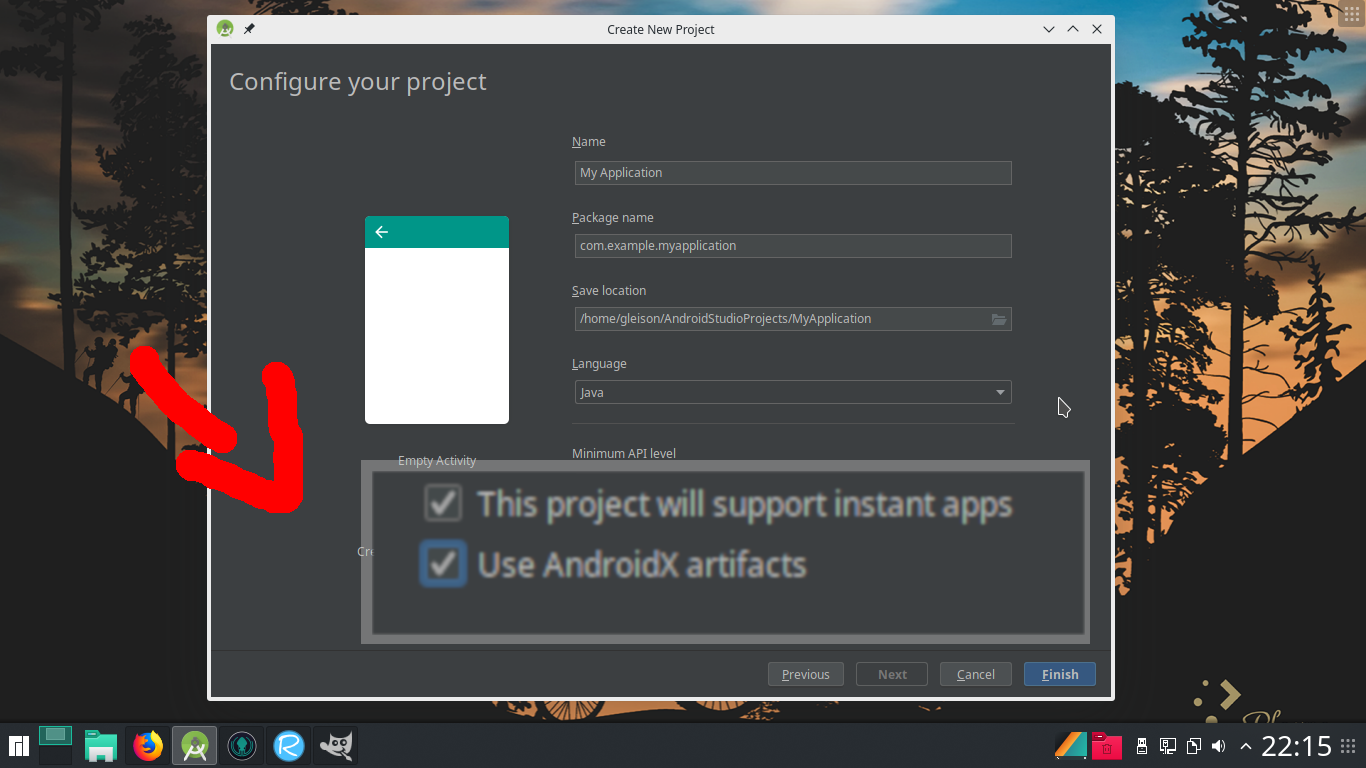 Create New Project
Configure your project
Name
My Application
Package name
com.example.myapplication
Save location
/home/gleison/AndroidStudioProjects/MyApplication
Language
Java
Empty Activity
Minimum API level
This project will support instant apps
Cre
Use AndroidX artifacts
Previous
Next
Cancel
Finish
22:15